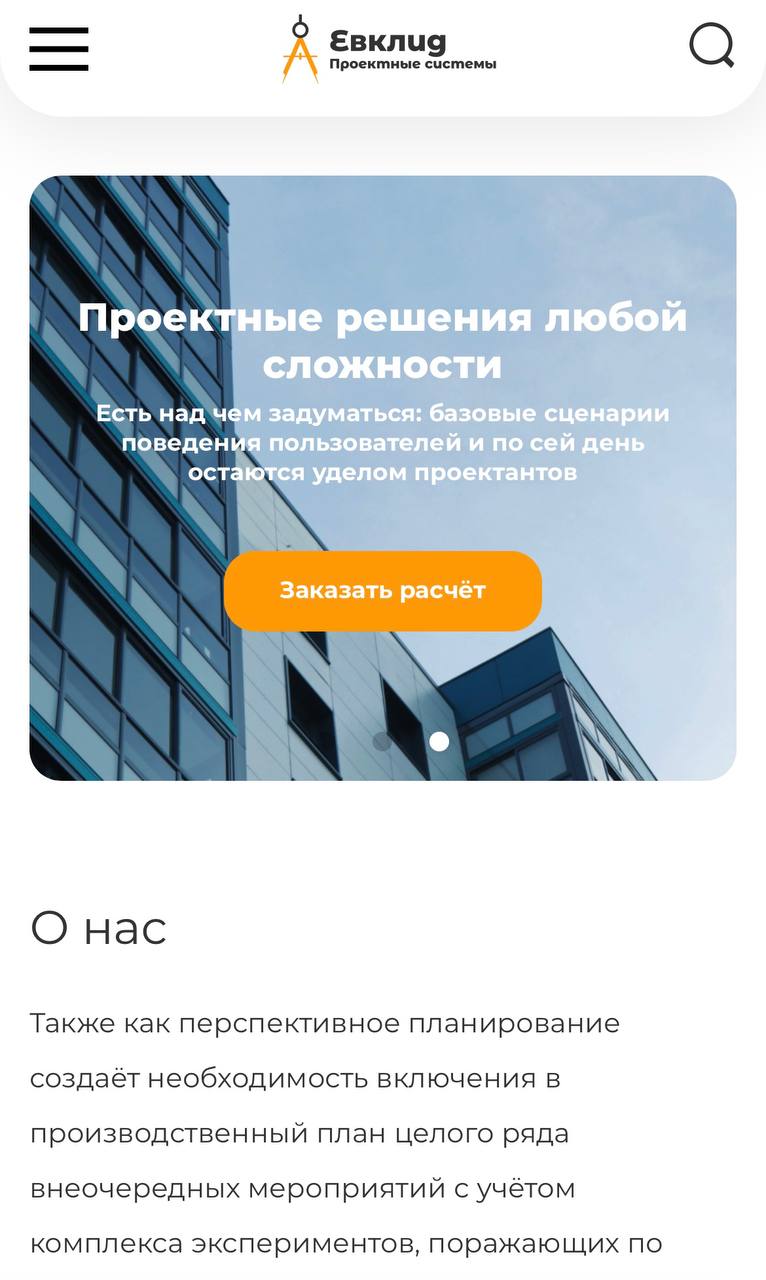 Евклид
Проектные системы
Проектные решения любой
сложности
Есть над чем задуматься: базовые сценарии
поведения пользователей и по сей день
остаются уделом проектантов
Заказать расчёт
О нас
Также как перспективное планирование
создаёт необходимость включения в
производственный план целого ряда
внеочередных мероприятий с учётом
комплекса экспериментов, поражающих по